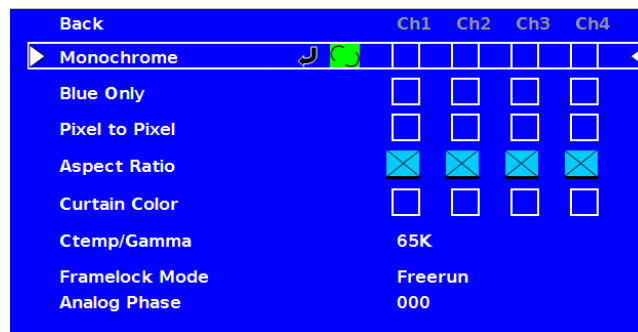 Back Ch1 Ch2 Ch3 Ch4
Monochrome
Blue Only
Pixel to Pixel
Aspect Ratio
Curtain Color
Ctemp/Gamma 65K
Framelock Mode Freerun
Analog Phase 000